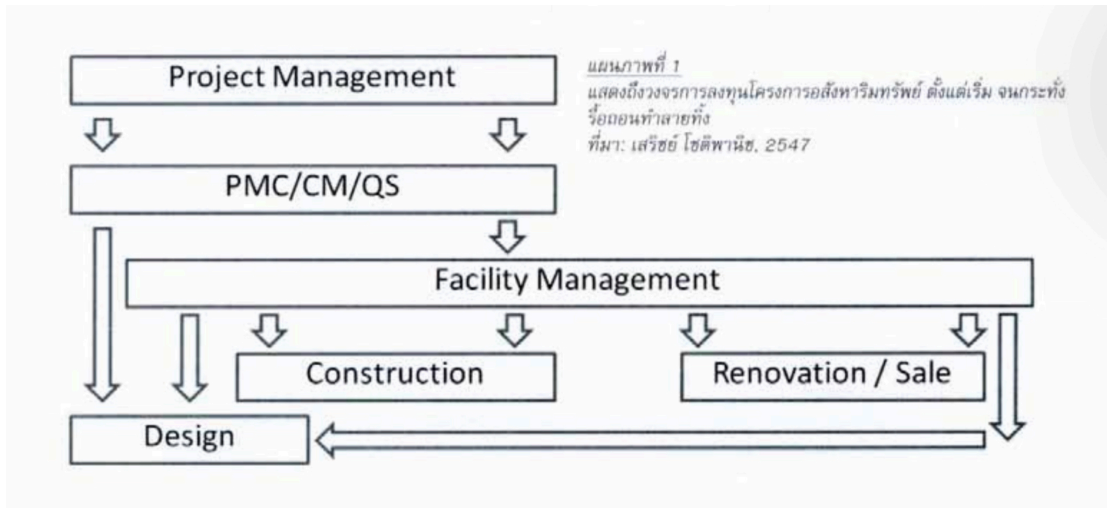 Project Management
แผนภาพที่ 1
แสดงถึงวงจรการลงทุนโครงการอสังหาริมทรัพย์ ตั้งแต่เริ่ม จนกระทั่ง
รื้อถอนทำลายทิ้ง
ที่มา: เสริชย์ โชติพานิช, 2547
PMC/CM/QS
Facility Management
Construction
Renovation / Sale
Design